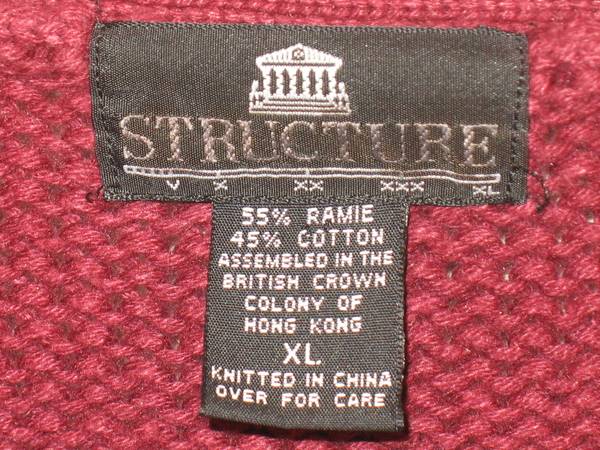 STRUCTURE
V X XX XXX XL
55% RAMIE
45% COTTON
ASSEMBLED IN THE
BRITISH CROWN
COLONY OF
HONG KONG
XL
KNITTED IN CHINA
OVER FOR CARE